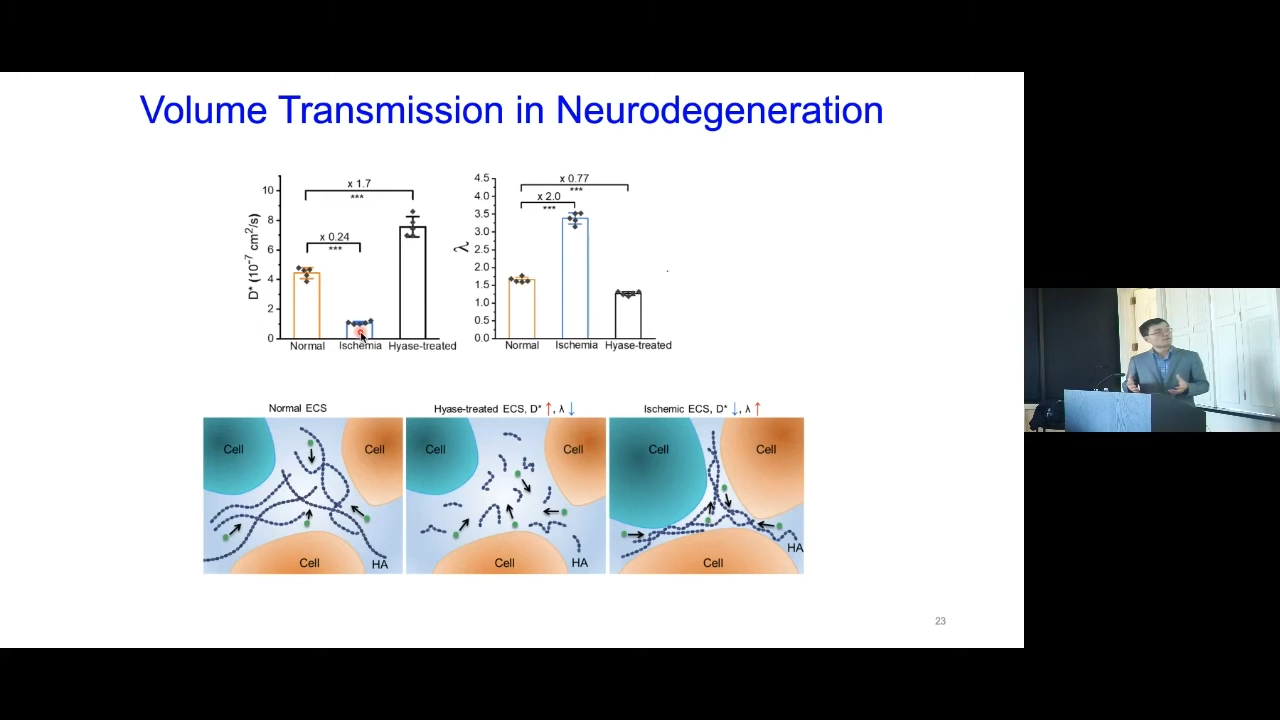 Volume Transmission in Neurodegeneration
D* (10⁻⁷ cm²/s)
10
8
6
4
2
0
x 1.7
***
x 0.24
***
Normal Ischemia Hyase-treated
λ
4.5
4.0
3.5
3.0
2.5
2.0
1.5
1.0
0.5
0.0
x 0.77
***
x 2.0
***
Normal Ischemia Hyase-treated
Normal ECS
Cell
Cell
Cell
HA
Hyase-treated ECS, D* ↑, λ ↓
Cell
Cell
Cell
HA
Ischemic ECS, D* ↓, λ ↑
Cell
Cell
HA
Cell
23